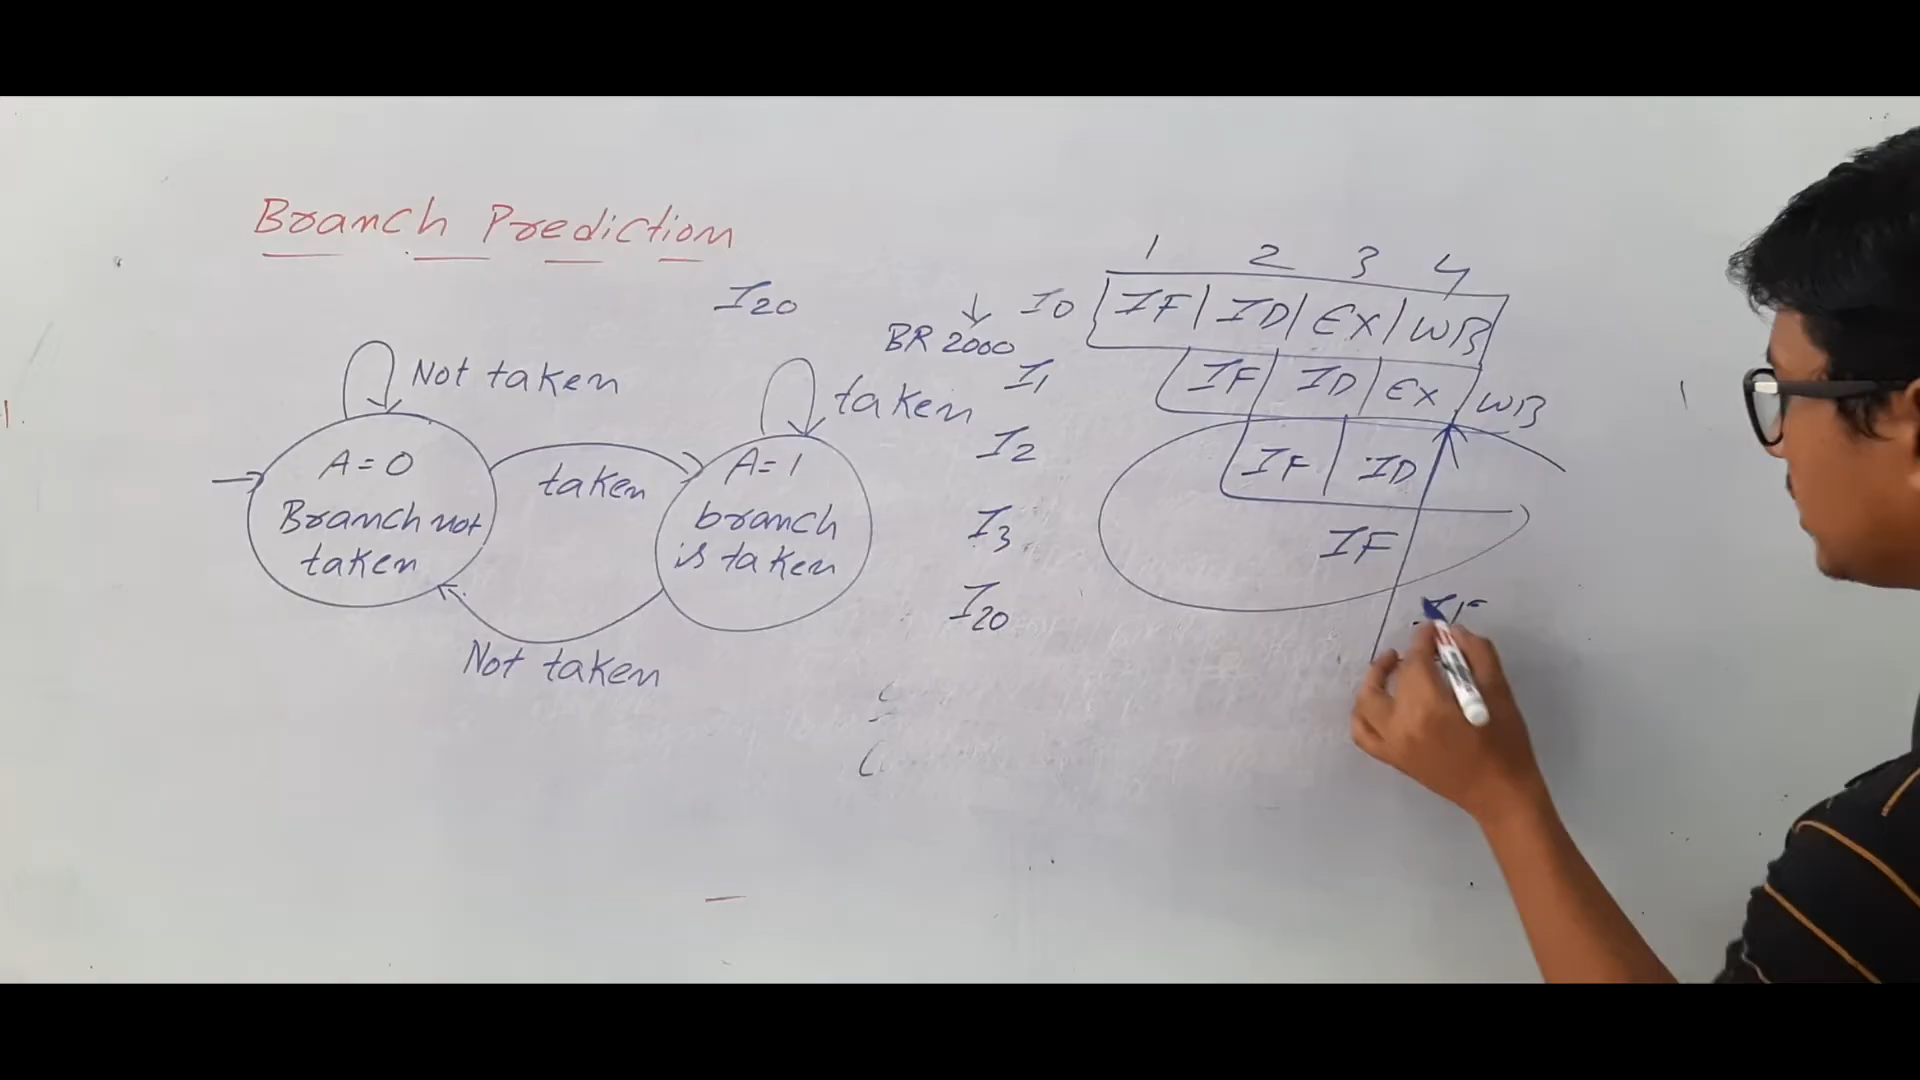 Branch Prediction
I20
Not taken
A=0
Branch not
taken
taken
taken
A=1
branch
is taken
Not taken
1 2 3 4
I0 IF ID EX WB
BR 2000
I1 IF ID EX WB
I2 IF ID
I3 IF
I20 IF